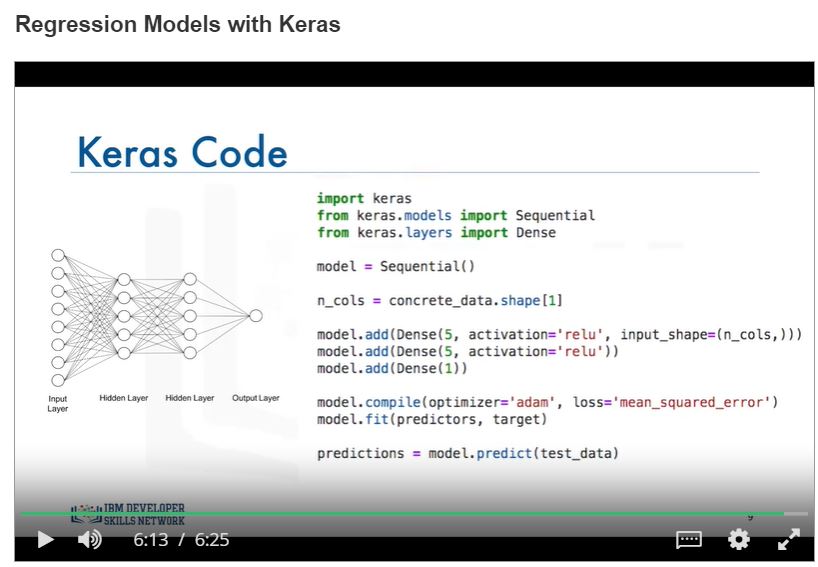 Regression Models with Keras
Keras Code
import keras
from keras.models import Sequential
from keras.layers import Dense
model = Sequential()
n_cols = concrete_data.shape[1]
model.add(Dense(5, activation='relu', input_shape=(n_cols,)))
model.add(Dense(5, activation='relu'))
model.add(Dense(1))
model.compile(optimizer='adam', loss='mean_squared_error')
model.fit(predictors, target)
predictions = model.predict(test_data)
Input
Layer
Hidden Layer
Hidden Layer
Output Layer
IBM DEVELOPER
SKILLS NETWORK
9
6:13 / 6:25